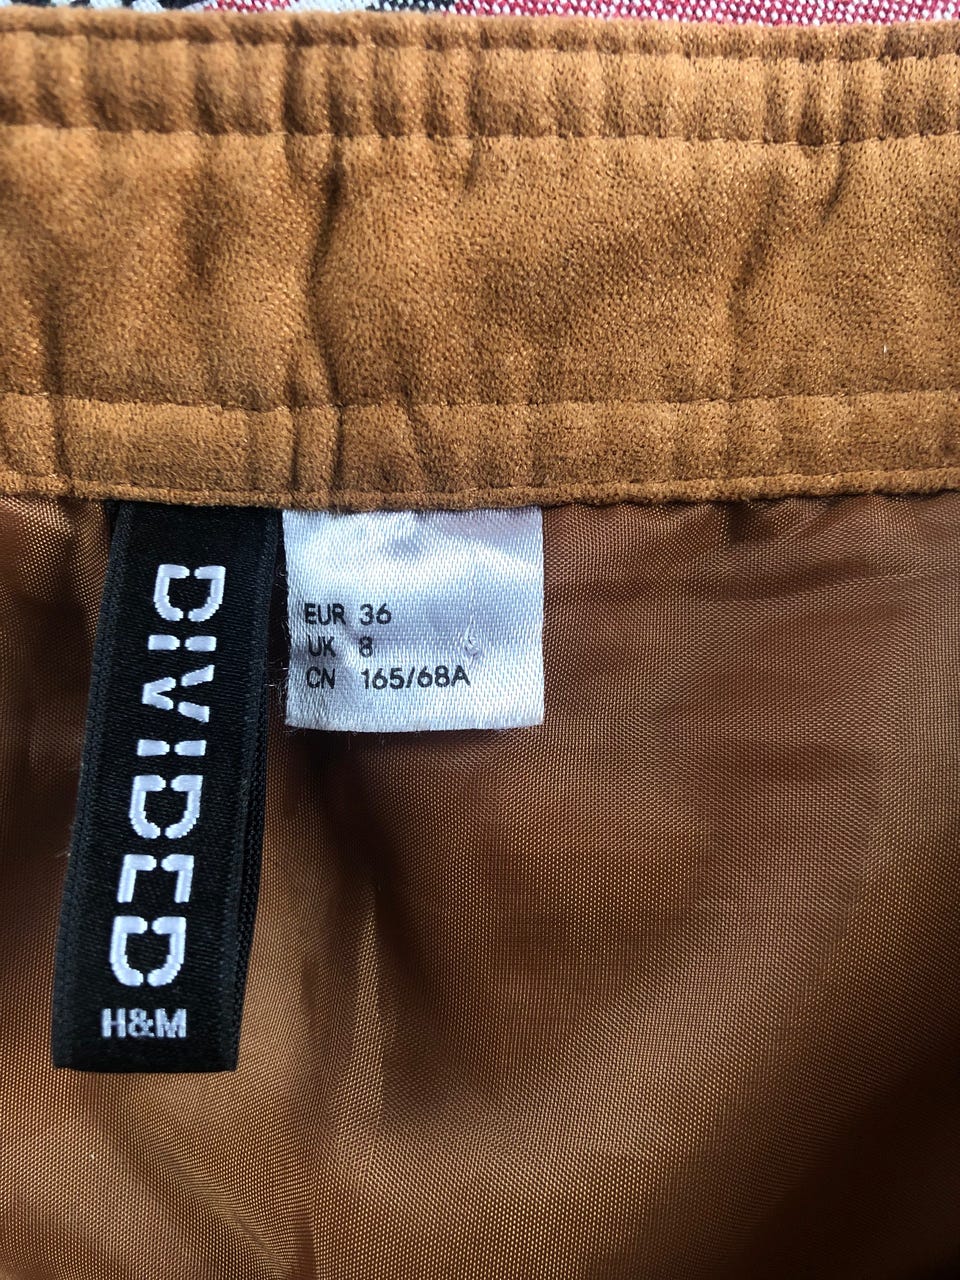 DIVIDED
H&M
EUR 36
UK 8
CN 165/68A